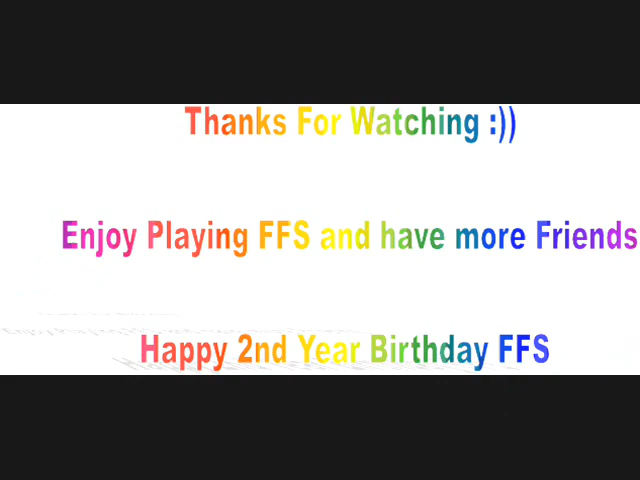 Thanks For Watching :))
Enjoy Playing FFS and have more Friends
Happy 2nd Year Birthday FFS